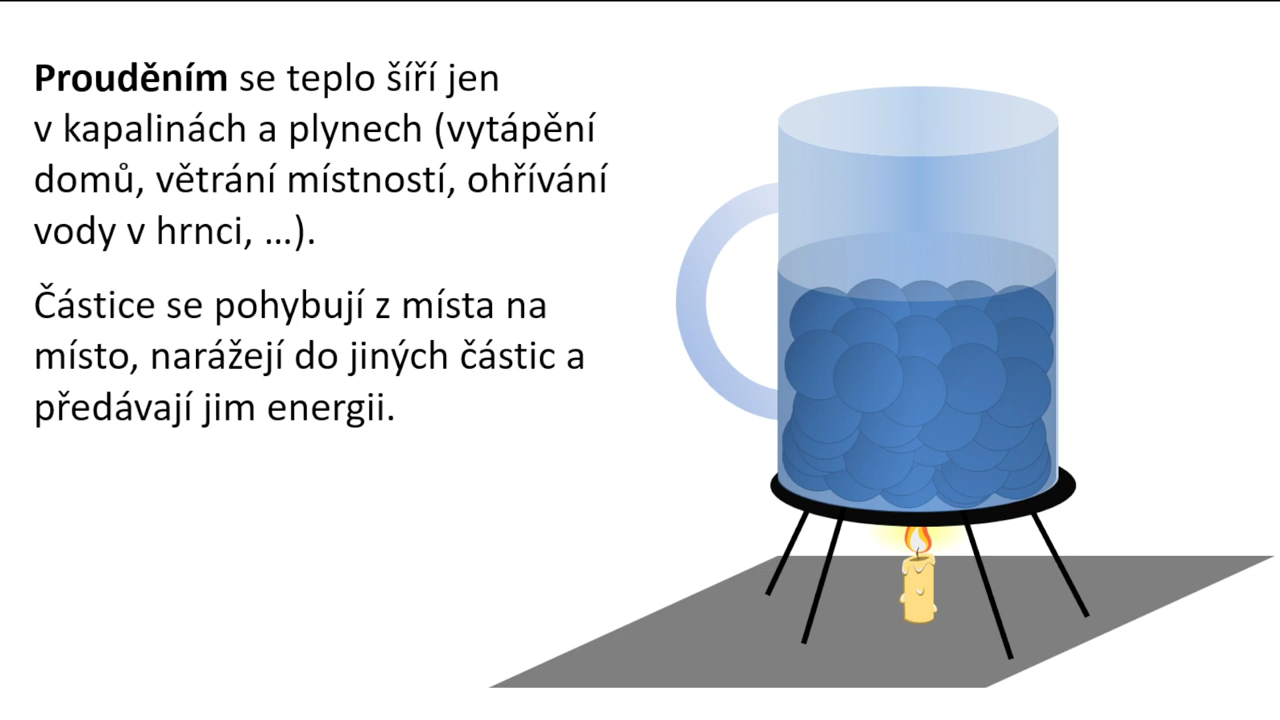 Prouděním se teplo šíří jen
v kapalinách a plynech (vytápění
domů, větrání místností, ohřívání
vody v hrnci, …).
Částice se pohybují z místa na
místo, narážejí do jiných částic a
předávají jim energii.